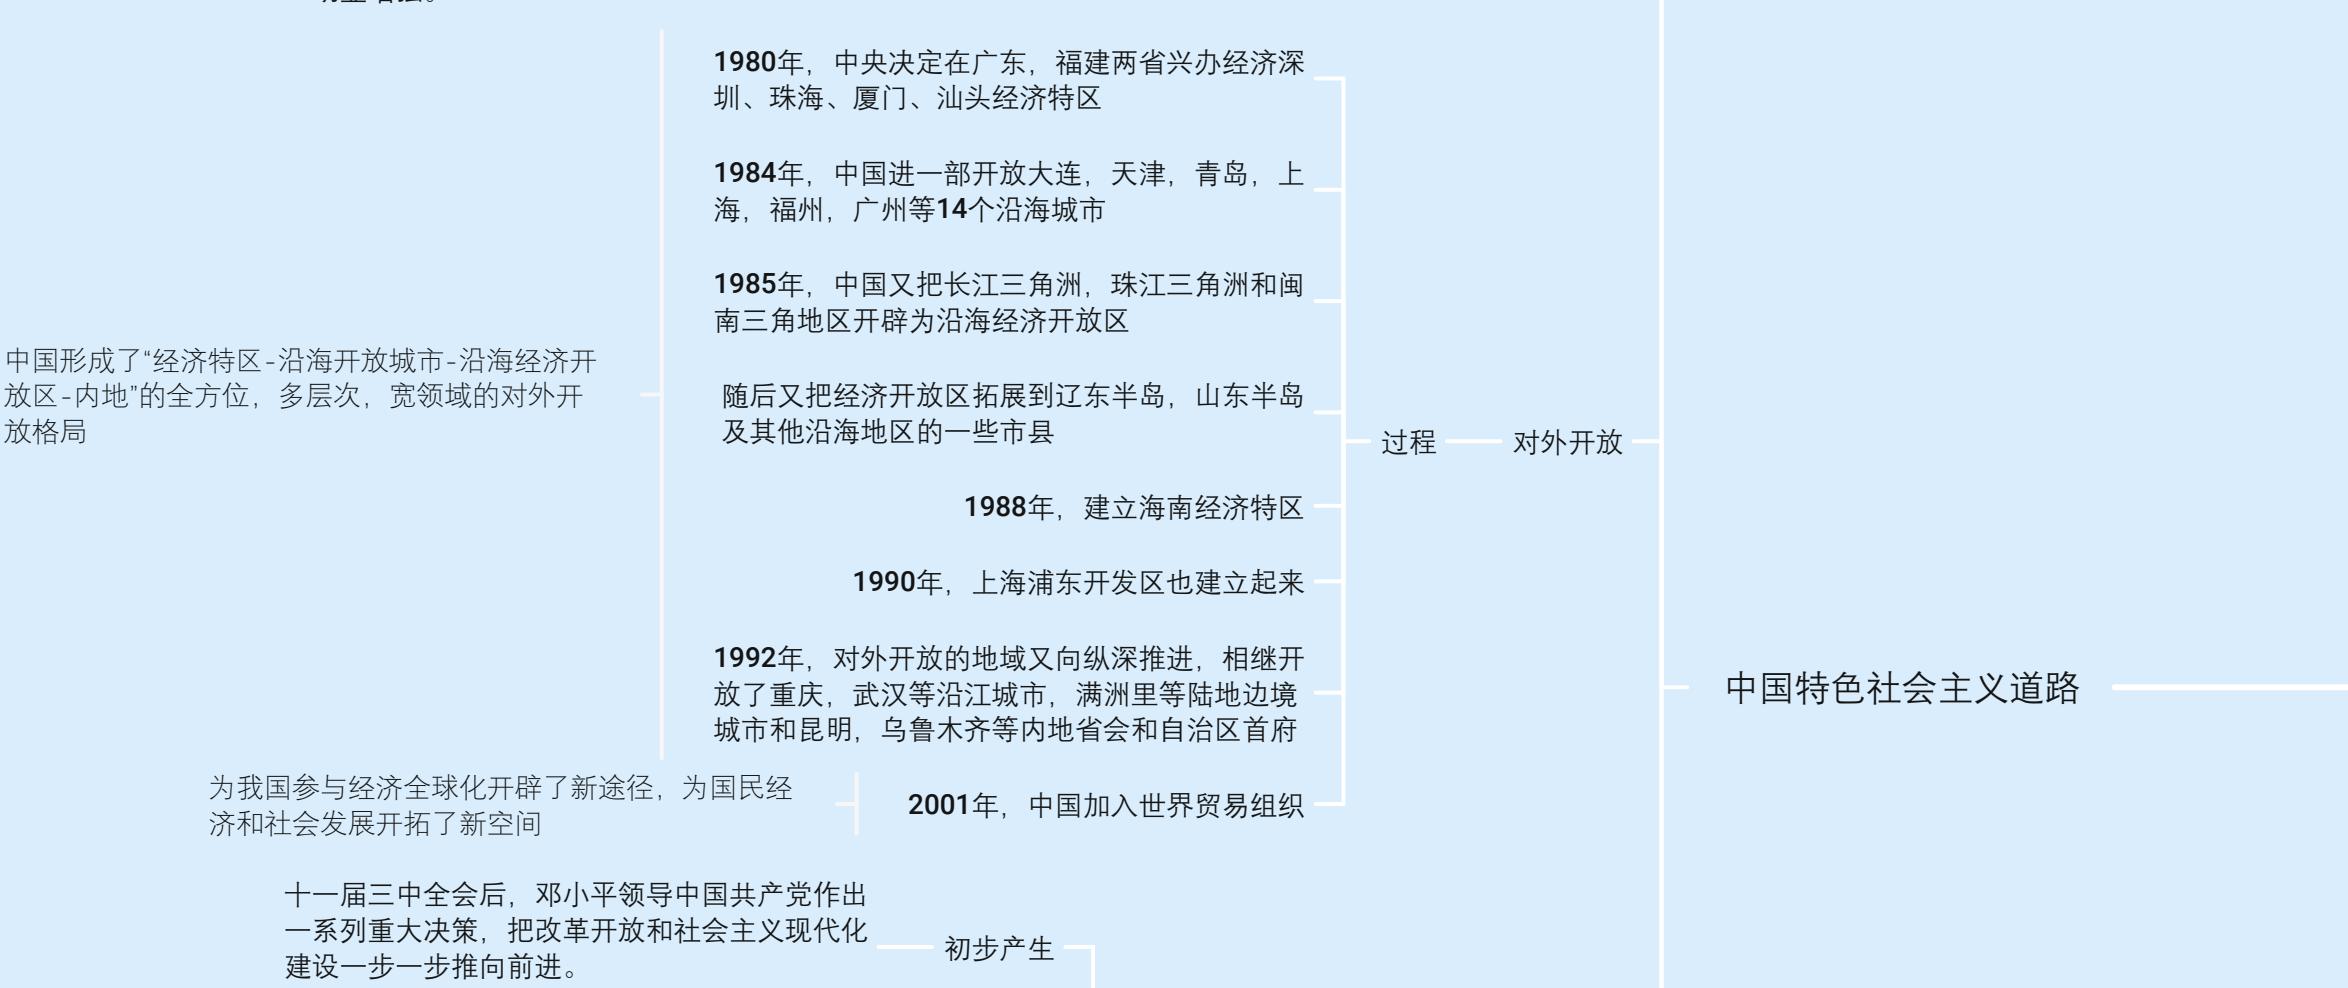 1980年，中央决定在广东，福建两省兴办经济深
圳、珠海、厦门、汕头经济特区
1984年，中国进一部开放大连，天津，青岛，上
海，福州，广州等14个沿海城市
1985年，中国又把长江三角洲，珠江三角洲和闽
南三角地区开辟为沿海经济开放区
中国形成了“经济特区-沿海开放城市-沿海经济开
放区-内地”的全方位，多层次，宽领域的对外开
放格局
随后又把经济开放区拓展到辽东半岛，山东半岛
及其他沿海地区的一些市县
过程
对外开放
1988年，建立海南经济特区
1990年，上海浦东开发区也建立起来
1992年，对外开放的地域又向纵深推进，相继开
放了重庆，武汉等沿江城市，满洲里等陆地边境
城市和昆明，乌鲁木齐等内地省会和自治区首府
中国特色社会主义道路
为我国参与经济全球化开辟了新途径，为国民经
济和社会发展开拓了新空间
2001年，中国加入世界贸易组织
十一届三中全会后，邓小平领导中国共产党作出
一系列重大决策，把改革开放和社会主义现代化
建设一步一步推向前进。
初步产生